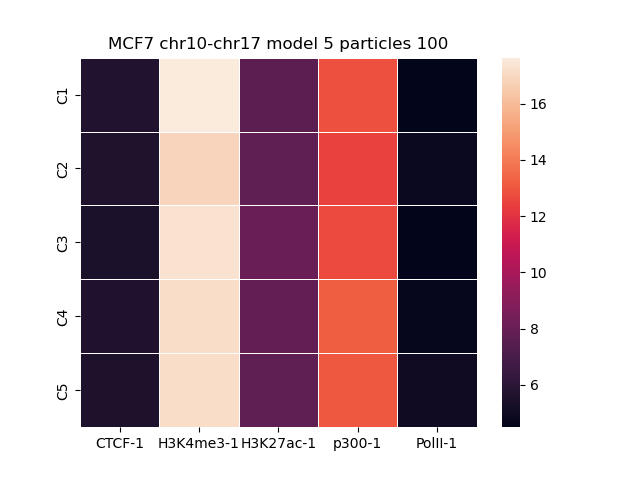 MCF7 chr10-chr17 model 5 particles 100
C1
C2
C3
C4
C5
CTCF-1 H3K4me3-1 H3K27ac-1 p300-1 PolII-1
16
14
12
10
8
6